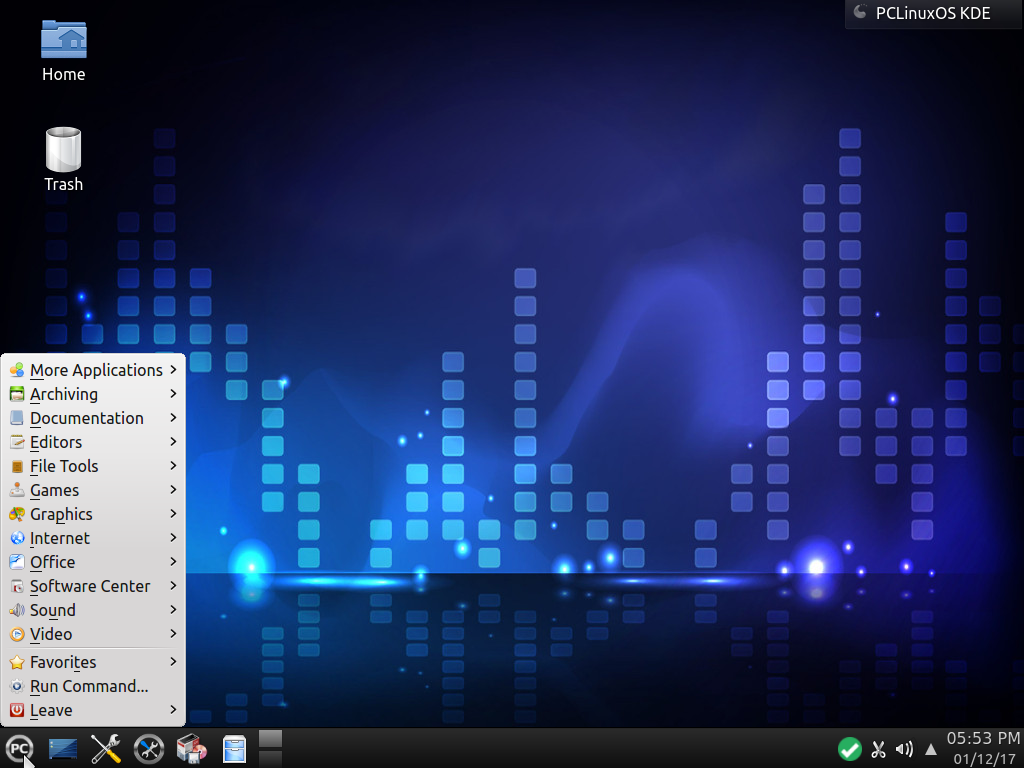 PCLinuxOS KDE
Home
Trash
More Applications
Archiving
Documentation
Editors
File Tools
Games
Graphics
Internet
Office
Software Center
Sound
Video
Favorites
Run Command...
Leave
PC
05:53 PM
01/12/17